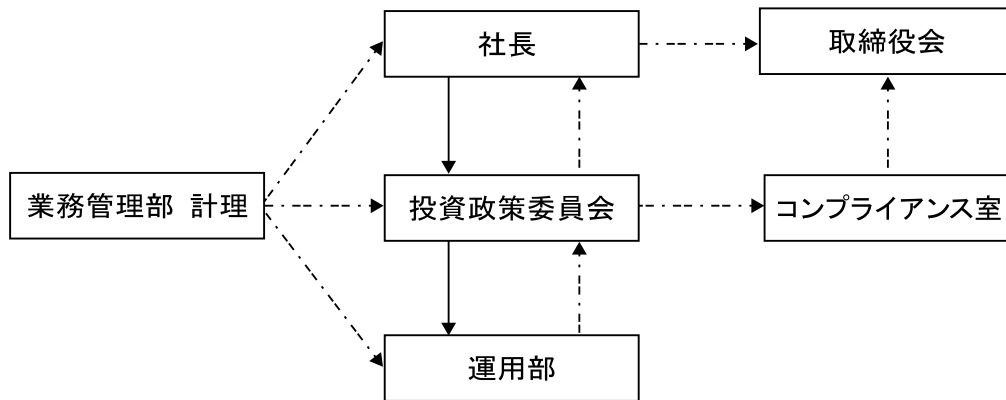 社長
取締役会
業務管理部 計理
投資政策委員会
コンプライアンス室
運用部